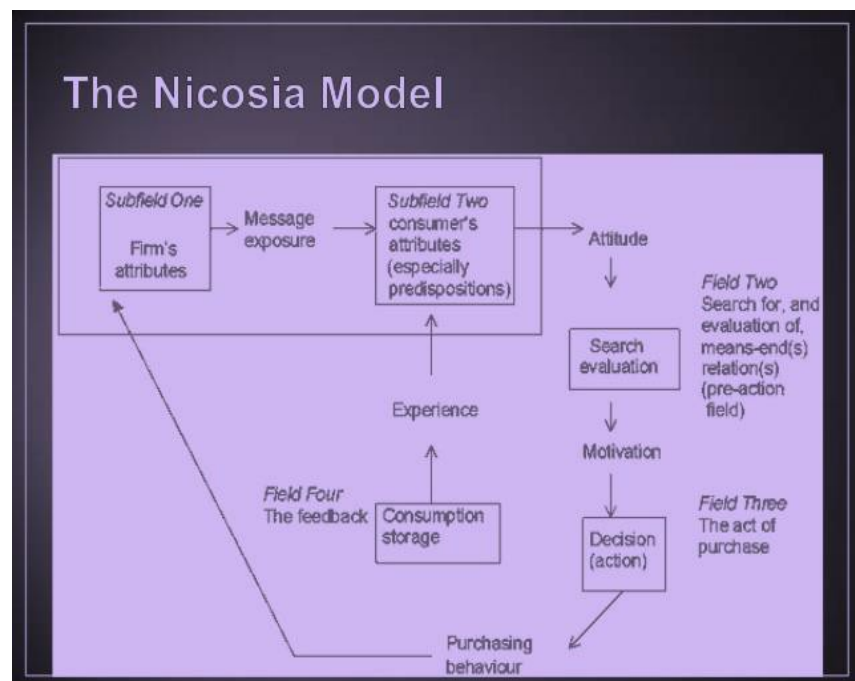 The Nicosia Model
Subfield One
Firm's
attributes
Message
exposure
Subfield Two
consumer's
attributes
(especially
predispositions)
Attitude
Field Two
Search for, and
evaluation of,
means-end(s)
relation(s)
(pre-action
field)
Search
evaluation
Experience
Motivation
Field Four
The feedback
Consumption
storage
Field Three
The act of
purchase
Decision
(action)
Purchasing
behaviour